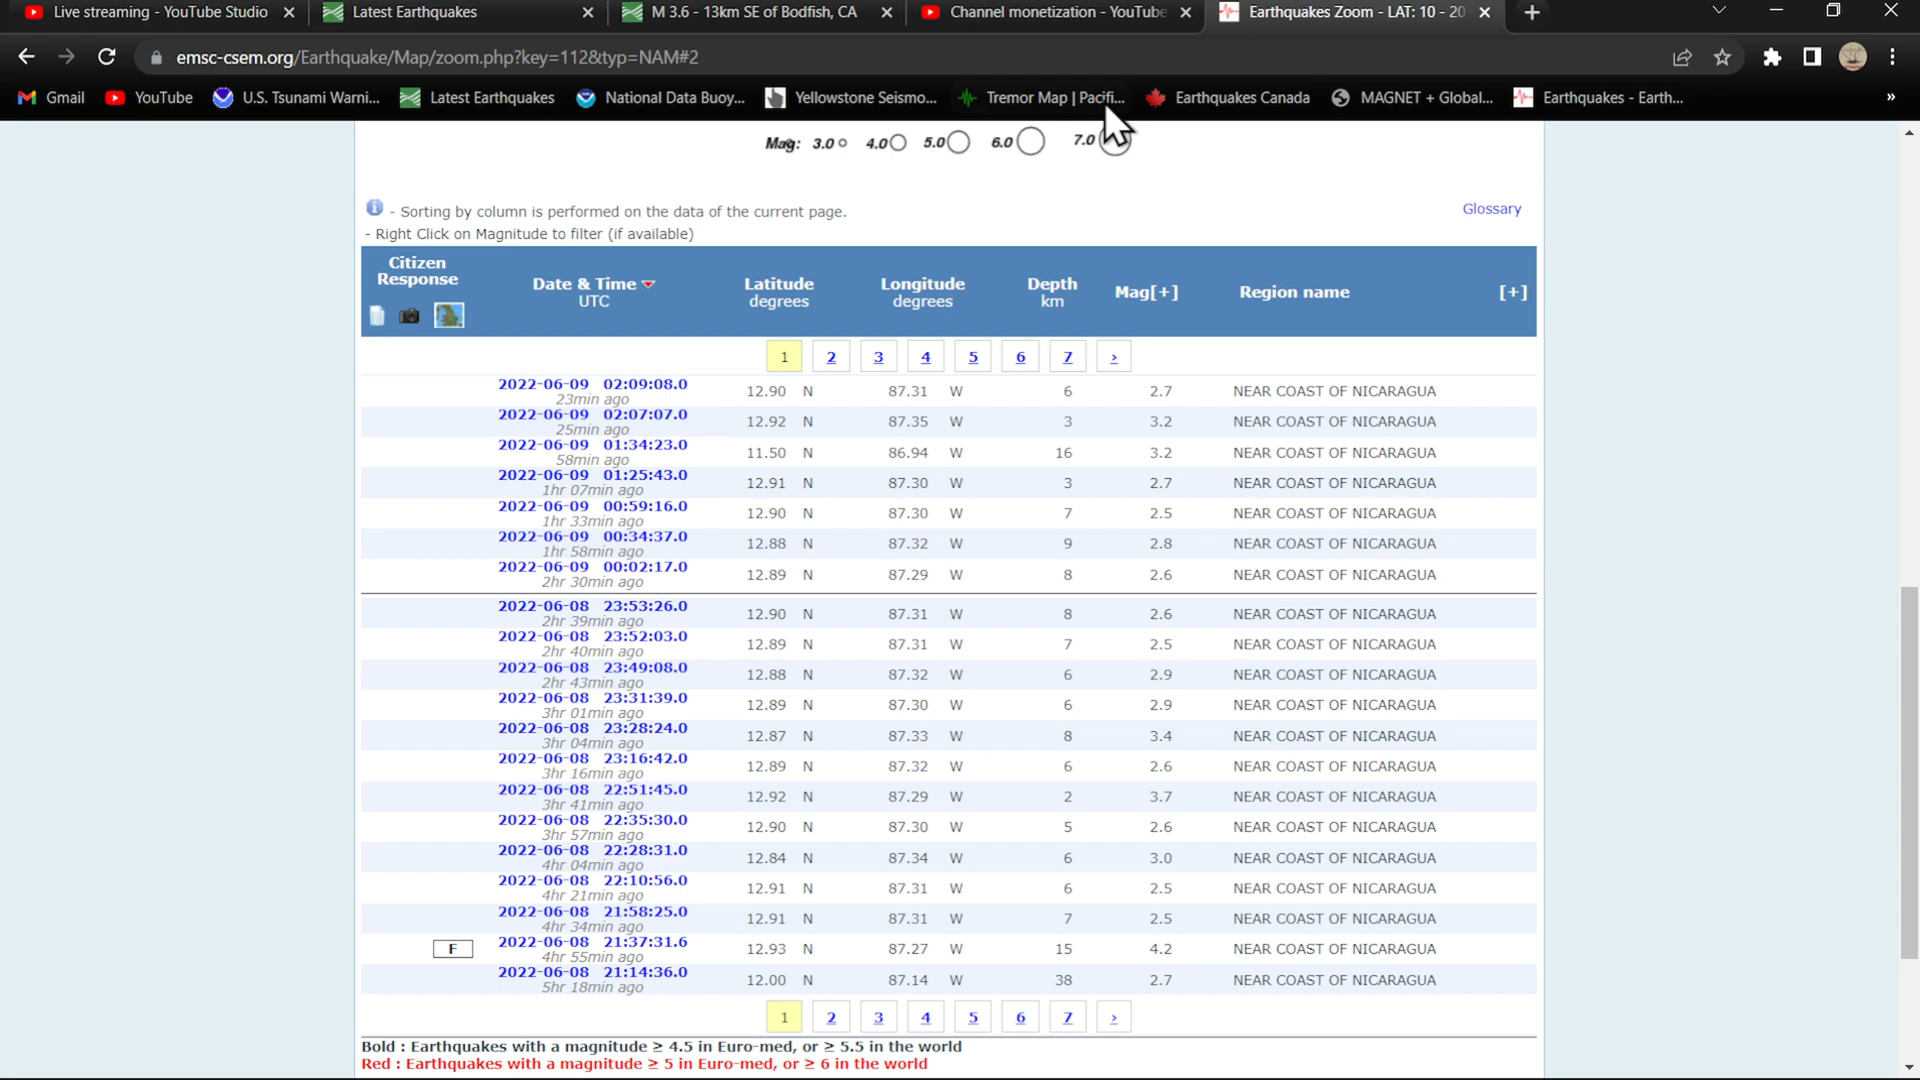 Live streaming - YouTube Studio
Latest Earthquakes
M 3.6 - 13km SE of Bodfish, CA
Channel monetization - YouTube
Earthquakes Zoom - LAT: 10 - 20
emsc-csem.org/Earthquake/Map/zoom.php?key=112&typ=NAM#2
Gmail
YouTube
U.S. Tsunami Warni...
Latest Earthquakes
National Data Buoy...
Yellowstone Seismo...
Tremor Map | Pacifi...
Earthquakes Canada
MAGNET + Global...
Earthquakes - Earth...
»
Mag: 3.0 4.0 5.0 6.0 7.0
- Sorting by column is performed on the data of the current page.
Glossary
- Right Click on Magnitude to filter (if available)
Citizen Response
Date & Time UTC
Latitude degrees
Longitude degrees
Depth km
Mag[+]
Region name
[+]
1 2 3 4 5 6 7 >
2022-06-09 02:09:08.0 12.90 N 87.31 W 6 2.7 NEAR COAST OF NICARAGUA
23min ago
2022-06-09 02:07:07.0 12.92 N 87.35 W 3 3.2 NEAR COAST OF NICARAGUA
25min ago
2022-06-09 01:34:23.0 11.50 N 86.94 W 16 3.2 NEAR COAST OF NICARAGUA
58min ago
2022-06-09 01:25:43.0 12.91 N 87.30 W 3 2.7 NEAR COAST OF NICARAGUA
1hr 07min ago
2022-06-09 00:59:16.0 12.90 N 87.30 W 7 2.5 NEAR COAST OF NICARAGUA
1hr 33min ago
2022-06-09 00:34:37.0 12.88 N 87.32 W 9 2.8 NEAR COAST OF NICARAGUA
1hr 58min ago
2022-06-09 00:02:17.0 12.89 N 87.29 W 8 2.6 NEAR COAST OF NICARAGUA
2hr 30min ago
2022-06-08 23:53:26.0 12.90 N 87.31 W 8 2.6 NEAR COAST OF NICARAGUA
2hr 39min ago
2022-06-08 23:52:03.0 12.89 N 87.31 W 7 2.5 NEAR COAST OF NICARAGUA
2hr 40min ago
2022-06-08 23:49:08.0 12.88 N 87.32 W 6 2.9 NEAR COAST OF NICARAGUA
2hr 43min ago
2022-06-08 23:31:39.0 12.89 N 87.30 W 6 2.9 NEAR COAST OF NICARAGUA
3hr 01min ago
2022-06-08 23:28:24.0 12.87 N 87.33 W 8 3.4 NEAR COAST OF NICARAGUA
3hr 04min ago
2022-06-08 23:16:42.0 12.89 N 87.32 W 6 2.6 NEAR COAST OF NICARAGUA
3hr 16min ago
2022-06-08 22:51:45.0 12.92 N 87.29 W 2 3.7 NEAR COAST OF NICARAGUA
3hr 41min ago
2022-06-08 22:35:30.0 12.90 N 87.30 W 5 2.6 NEAR COAST OF NICARAGUA
3hr 57min ago
2022-06-08 22:28:31.0 12.84 N 87.34 W 6 3.0 NEAR COAST OF NICARAGUA
4hr 04min ago
2022-06-08 22:10:56.0 12.91 N 87.31 W 6 2.5 NEAR COAST OF NICARAGUA
4hr 21min ago
2022-06-08 21:58:25.0 12.91 N 87.31 W 7 2.5 NEAR COAST OF NICARAGUA
4hr 34min ago
F 2022-06-08 21:37:31.6 12.93 N 87.27 W 15 4.2 NEAR COAST OF NICARAGUA
4hr 55min ago
2022-06-08 21:14:36.0 12.00 N 87.14 W 38 2.7 NEAR COAST OF NICARAGUA
5hr 18min ago
1 2 3 4 5 6 7 >
Bold : Earthquakes with a magnitude ≥ 4.5 in Euro-med, or ≥ 5.5 in the world
Red : Earthquakes with a magnitude ≥ 5 in Euro-med, or ≥ 6 in the world